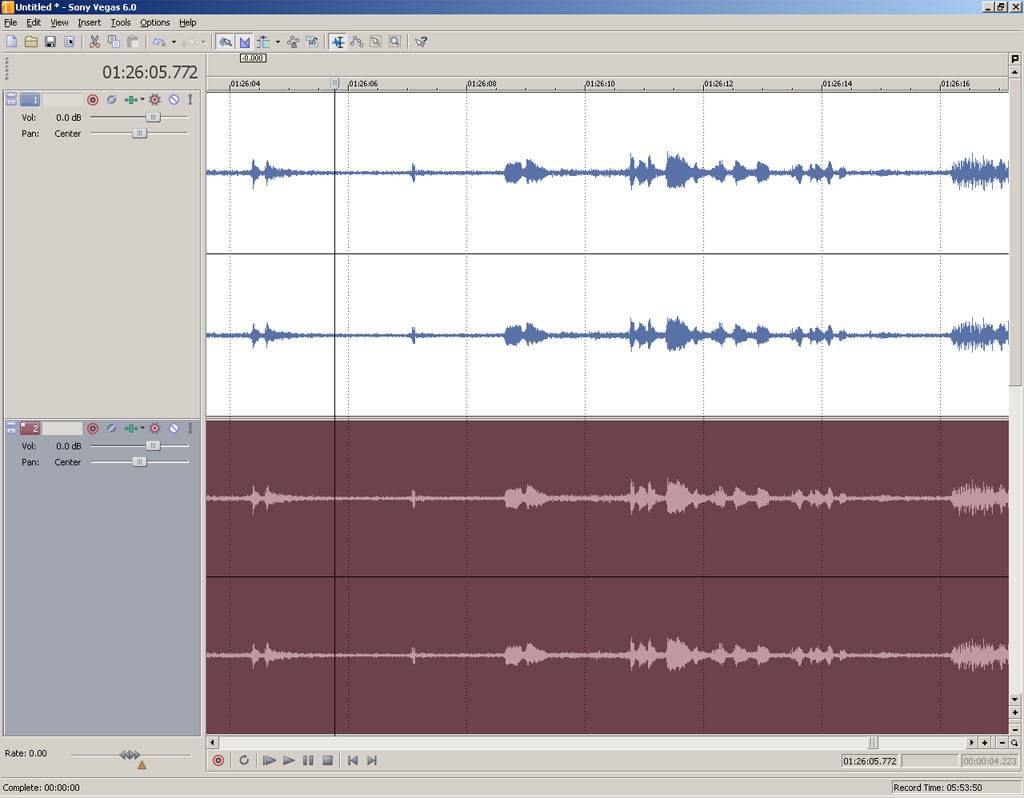 Untitled * - Sony Vegas 6.0
File Edit View Insert Tools Options Help
-0.000
01:26:05.772
01:26:04 01:26:06 01:26:08 01:26:10 01:26:12 01:26:14 01:26:16
1
Vol: 0.0 dB
Pan: Center
2
Vol: 0.0 dB
Pan: Center
Rate: 0.00
01:26:05.772 00:00:04.223
Complete: 00:00:00 Record Time: 05:53:50